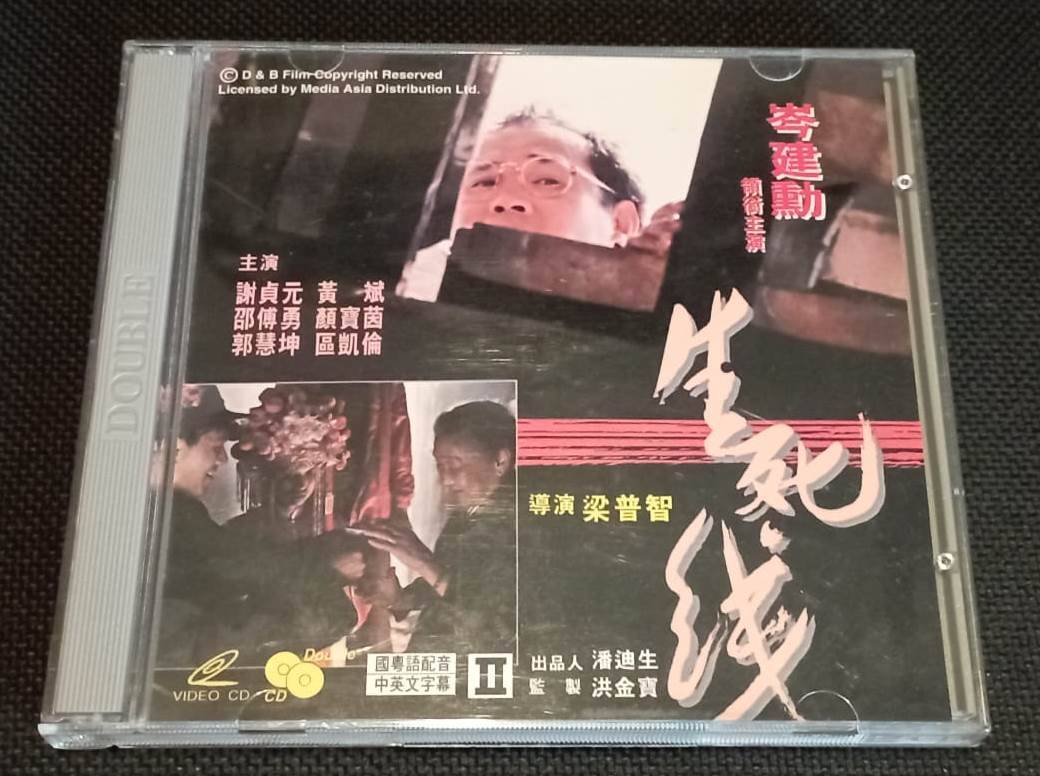 © D & B Film Copyright Reserved
Licensed by Media Asia Distribution Ltd.
岑建勳
領銜主演
主演
謝貞元 黃 斌
邵傅勇 顏寶茵
郭慧坤 區凱倫
DOUBLE
生死线
導演 梁普智
VIDEO CD
Double
CD
國粵語配音
中英文字幕
II
出品人 潘迪生
監 製 洪金寶